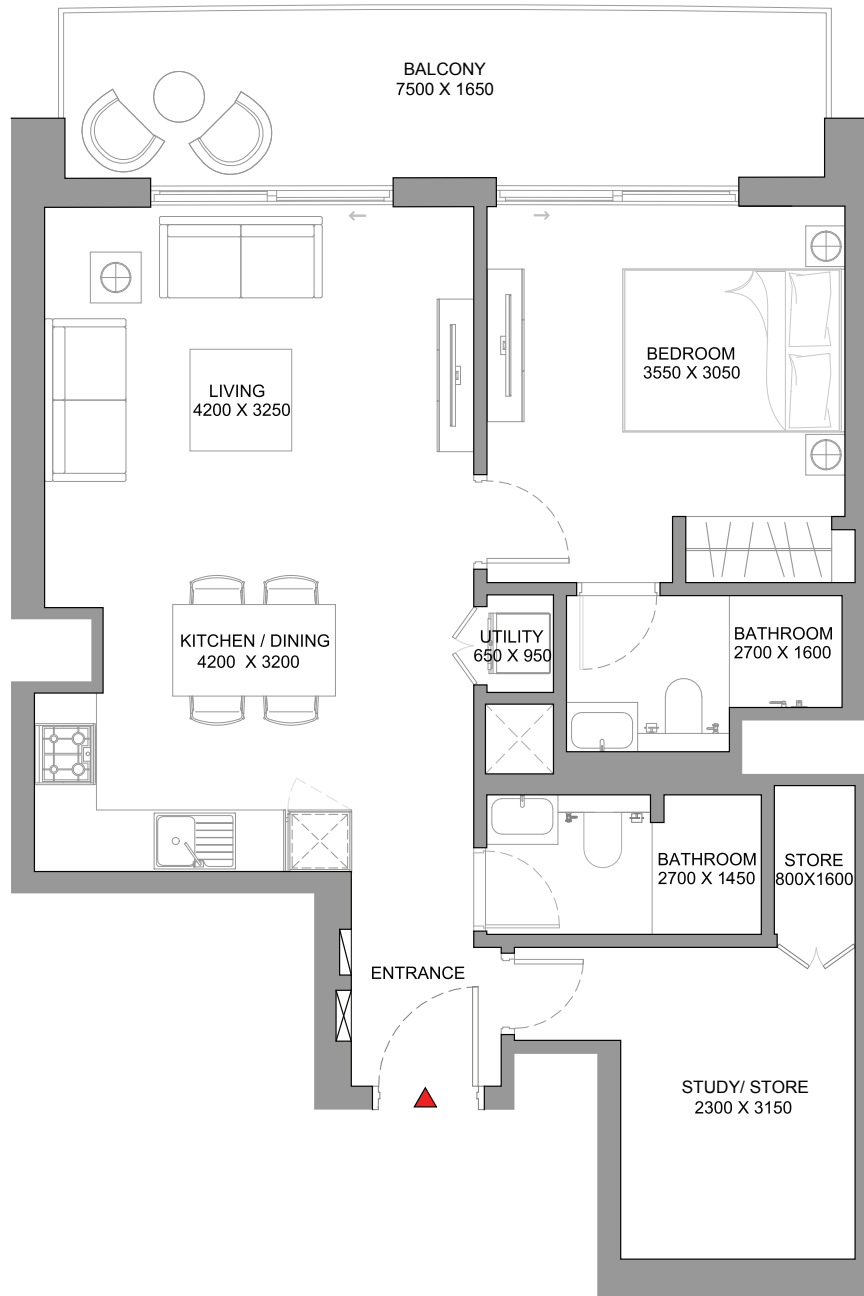 BALCONY
7500 X 1650
BEDROOM
3550 X 3050
LIVING
4200 X 3250
KITCHEN / DINING
4200 X 3200
UTILITY
650 X 950
BATHROOM
2700 X 1600
BATHROOM
2700 X 1450
STORE
800X1600
ENTRANCE
STUDY/ STORE
2300 X 3150